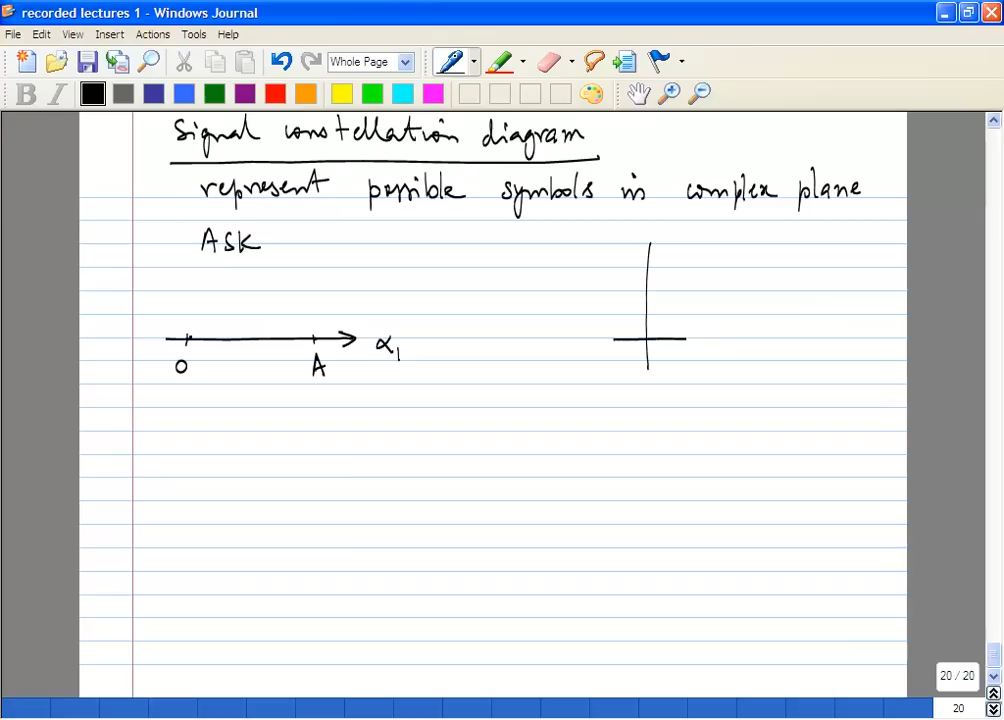 recorded lectures 1 - Windows Journal
File Edit View Insert Actions Tools Help
Whole Page
B I
Signal constellation diagram
represent possible symbols in complex plane
ASK
α1
0 A
20 / 20
20